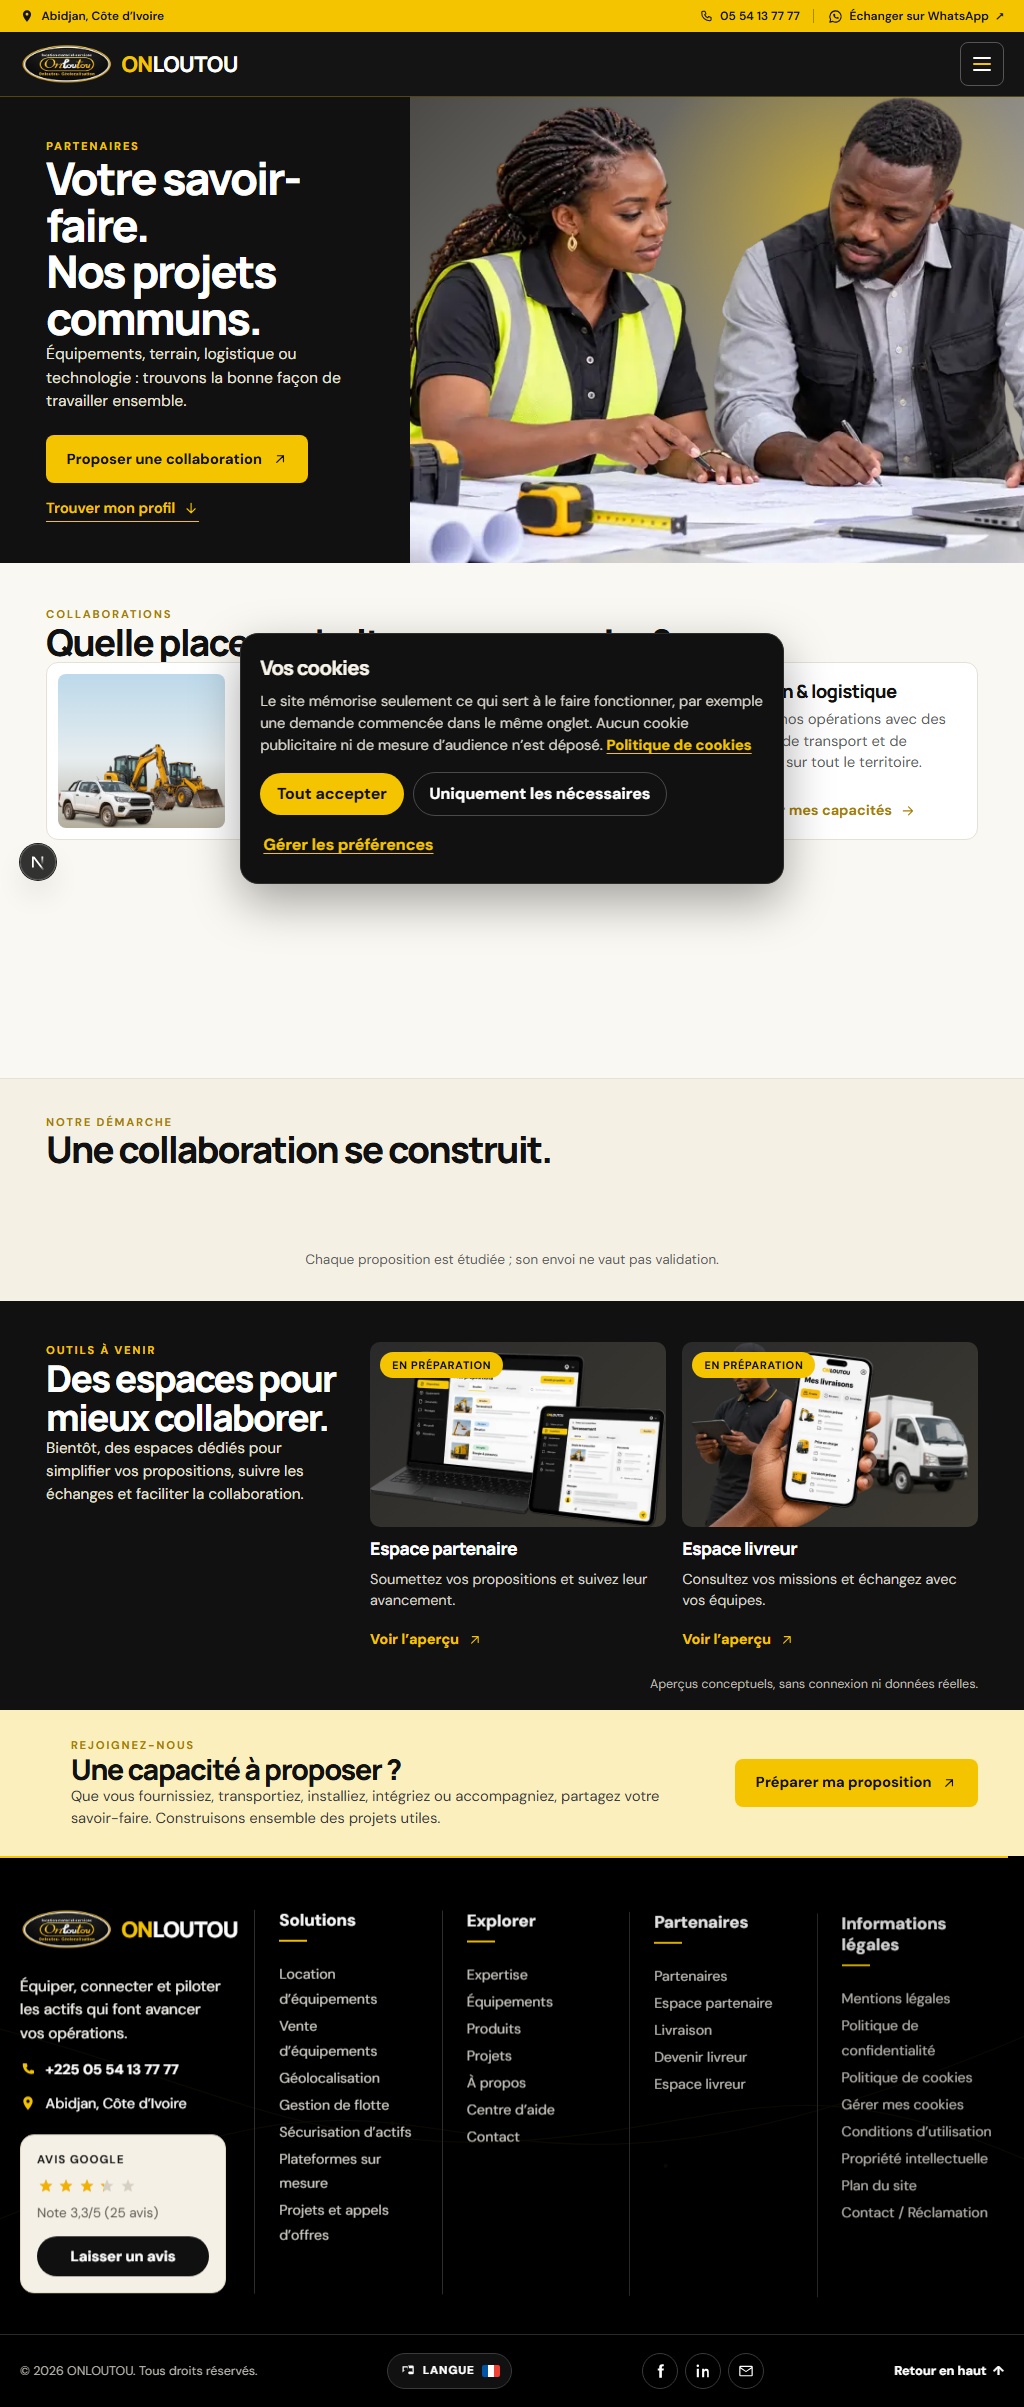 Abidjan, Côte d’Ivoire
05 54 13 77 77
Échanger sur WhatsApp ↗
OnLoutou
ONLOUTOU
PARTENAIRES
Votre savoir-
faire.
Nos projets
communs.
Équipements, terrain, logistique ou
technologie : trouvons la bonne façon de
travailler ensemble.
Proposer une collaboration ↗
Trouver mon profil ↓
COLLABORATIONS
Quelle place
Vos cookies
Le site mémorise seulement ce qui sert à le faire fonctionner, par exemple
une demande commencée dans le même onglet. Aucun cookie
publicitaire ni de mesure d’audience n’est déposé. Politique de cookies
Tout accepter
Uniquement les nécessaires
Gérer les préférences
& logistique
nos opérations avec des
de transport et de
sur tout le territoire.
mes capacités →
N
NOTRE DÉMARCHE
Une collaboration se construit.
Chaque proposition est étudiée ; son envoi ne vaut pas validation.
OUTILS À VENIR
Des espaces pour
mieux collaborer.
Bientôt, des espaces dédiés pour
simplifier vos propositions, suivre les
échanges et faciliter la collaboration.
EN PRÉPARATION
Espace partenaire
Soumettez vos propositions et suivez leur
avancement.
Voir l’aperçu ↗
EN PRÉPARATION
ONLOUTOU
Mes livraisons
Espace livreur
Consultez vos missions et échangez avec
vos équipes.
Voir l’aperçu ↗
Aperçus conceptuels, sans connexion ni données réelles.
REJOIGNEZ-NOUS
Une capacité à proposer ?
Que vous fournissiez, transportiez, installiez, intégriez ou accompagniez, partagez votre
savoir-faire. Construisons ensemble des projets utiles.
Préparer ma proposition ↗
OnLoutou
ONLOUTOU
Équiper, connecter et piloter
les actifs qui font avancer
vos opérations.
+225 05 54 13 77 77
Abidjan, Côte d’Ivoire
AVIS GOOGLE
Note 3,3/5 (25 avis)
Laisser un avis
Solutions
Location
d’équipements
Vente
d’équipements
Géolocalisation
Gestion de flotte
Sécurisation d’actifs
Plateformes sur
mesure
Projets et appels
d’offres
Explorer
Expertise
Équipements
Produits
Projets
À propos
Centre d’aide
Contact
Partenaires
Partenaires
Espace partenaire
Livraison
Devenir livreur
Espace livreur
Informations
légales
Mentions légales
Politique de
confidentialité
Politique de cookies
Gérer mes cookies
Conditions d’utilisation
Propriété intellectuelle
Plan du site
Contact / Réclamation
© 2026 ONLOUTOU. Tous droits réservés.
LANGUE
f
in
Retour en haut ↑